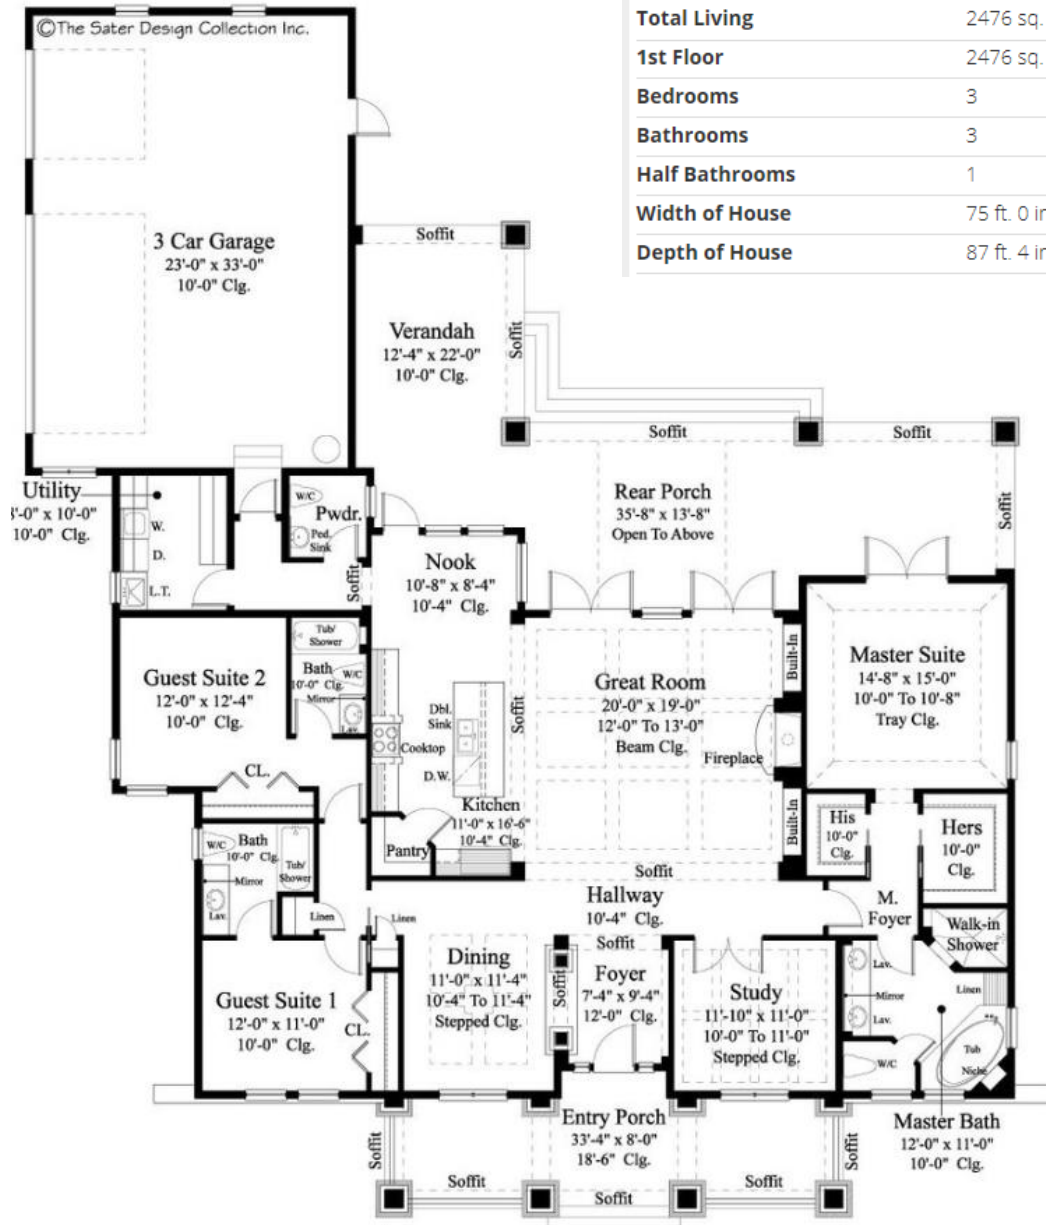 ©The Sater Design Collection Inc.
Total Living 2476 sq.
1st Floor 2476 sq.
Bedrooms 3
Bathrooms 3
Half Bathrooms 1
Width of House 75 ft. 0 in
Depth of House 87 ft. 4 in
3 Car Garage
23'-0" x 33'-0"
10'-0" Clg.
Soffit
Verandah
12'-4" x 22'-0"
10'-0" Clg.
Soffit
Soffit
Soffit
Rear Porch
35'-8" x 13'-8"
Open To Above
Soffit
Utility
'-0" x 10'-0"
10'-0" Clg.
W.
D.
L.T.
W/C
Pwdr.
Ped.
Sink
Soffit
Nook
10'-8" x 8'-4"
10'-4" Clg.
Guest Suite 2
12'-0" x 12'-4"
10'-0" Clg.
CL.
Tub/
Shower
Bath
10'-0" Clg.
W/C
Mirror
Lav.
Dbl.
Sink
Cooktop
D.W.
Kitchen
11'-0" x 16'-6"
10'-4" Clg.
Pantry
Soffit
Great Room
20'-0" x 19'-0"
12'-0" To 13'-0"
Beam Clg.
Fireplace
Built-In
Built-In
Soffit
Master Suite
14'-8" x 15'-0"
10'-0" To 10'-8"
Tray Clg.
His
10'-0"
Clg.
Hers
10'-0"
Clg.
W/C
Bath
10'-0" Clg.
Tub/
Shower
Mirror
Lav.
Linen
Linen
Hallway
10'-4" Clg.
M.
Foyer
Walk-in
Shower
Guest Suite 1
12'-0" x 11'-0"
10'-0" Clg.
CL.
Dining
11'-0" x 11'-4"
10'-4" To 11'-4"
Stepped Clg.
Soffit
Soffit
Foyer
7'-4" x 9'-4"
12'-0" Clg.
Study
11'-10" x 11'-0"
10'-0" To 11'-0"
Stepped Clg.
Lav.
Mirror
Lav.
Linen
W/C
Tub
Niche
Master Bath
12'-0" x 11'-0"
10'-0" Clg.
Entry Porch
33'-4" x 8'-0"
18'-6" Clg.
Soffit
Soffit
Soffit
Soffit
Soffit